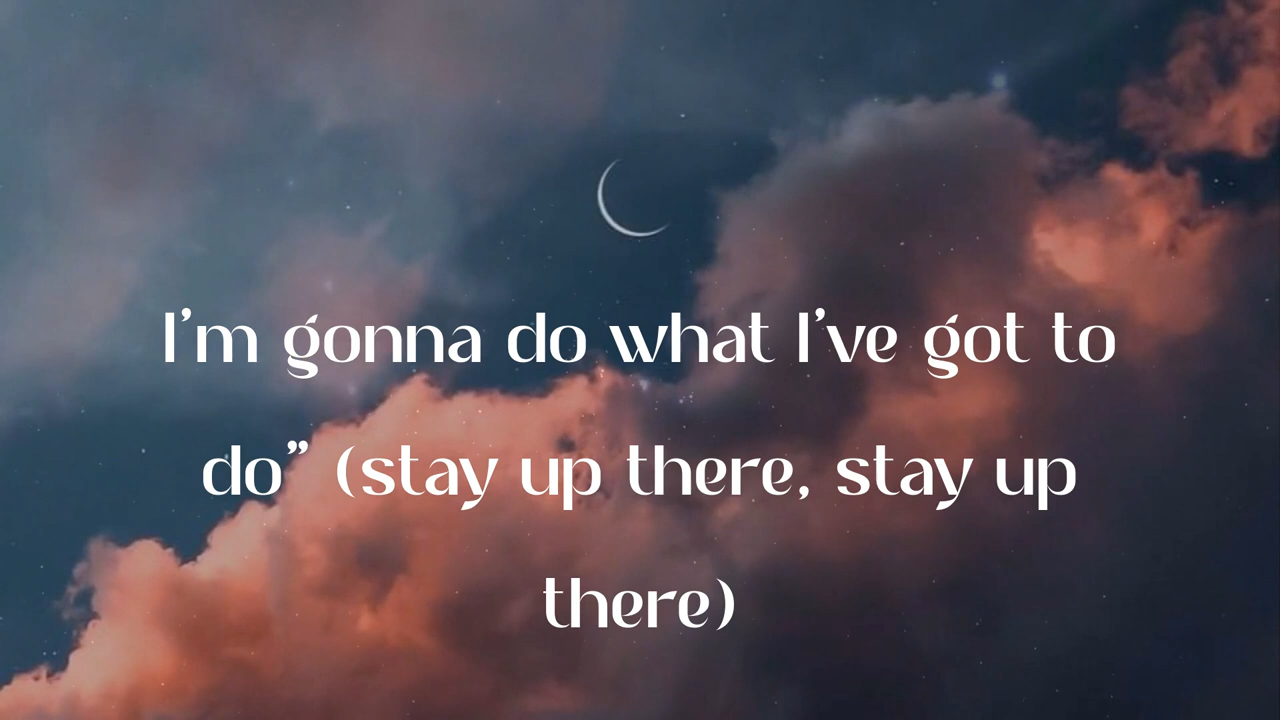 I’m gonna do what I’ve got to
do” (stay up there, stay up
there)